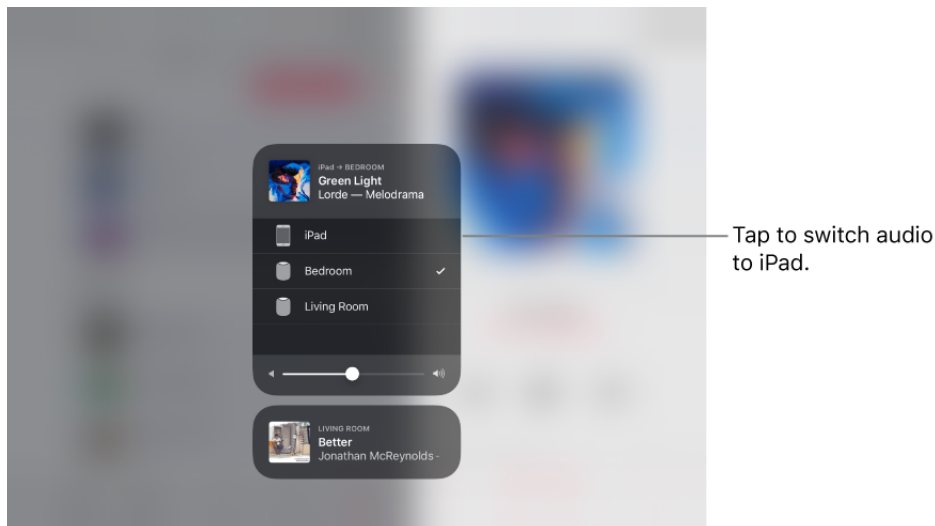 iPad → BEDROOM
Green Light
Lorde — Melodrama
iPad
Bedroom
Living Room
LIVING ROOM
Better
Jonathan McReynolds -
Tap to switch audio
to iPad.